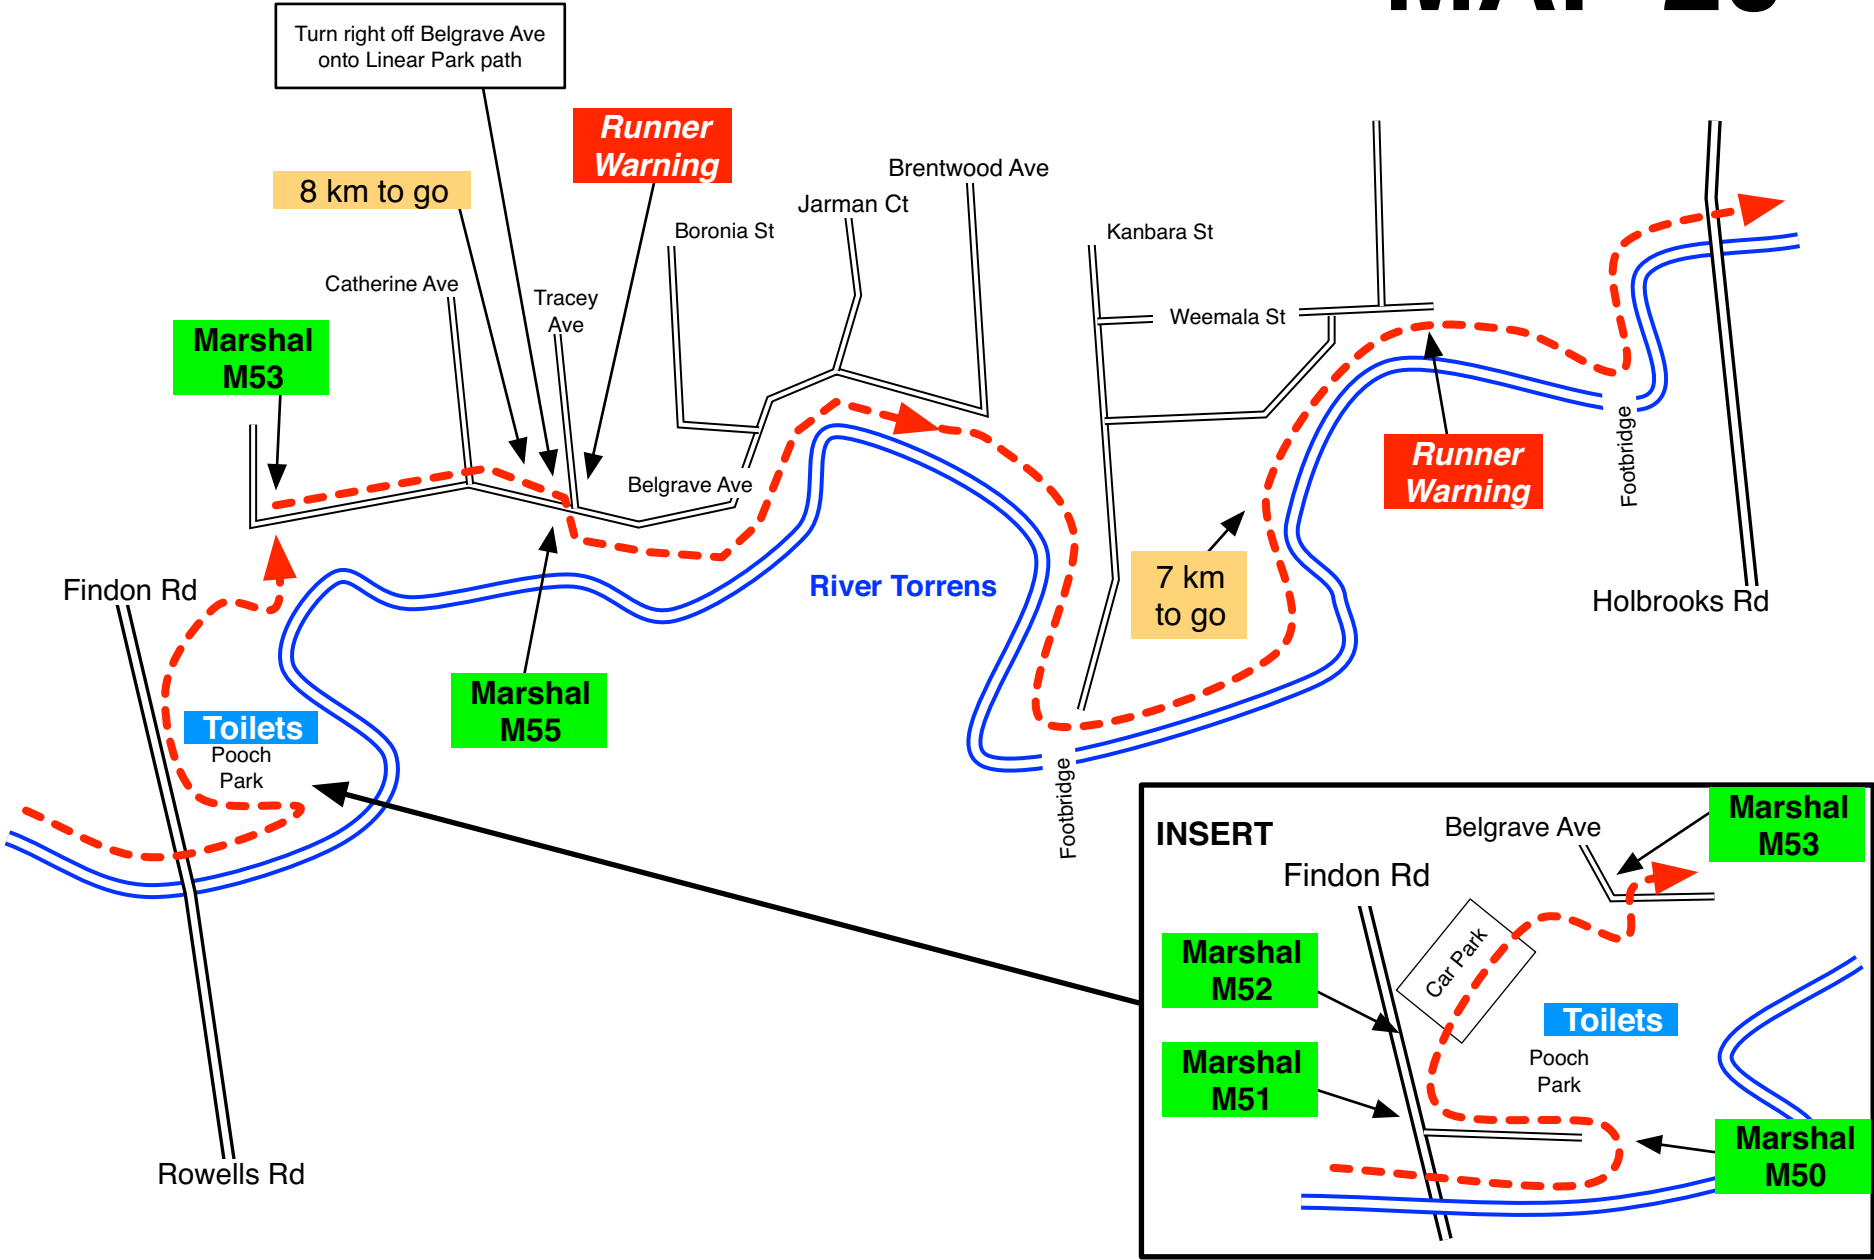 Turn right off Belgrave Ave
onto Linear Park path
Runner
Warning
8 km to go
Brentwood Ave
Jarman Ct
Boronia St
Kanbara St
Catherine Ave
Tracey
Ave
Weemala St
Marshal
M53
Belgrave Ave
Runner
Warning
Footbridge
Findon Rd
River Torrens
7 km
to go
Holbrooks Rd
Marshal
M55
Toilets
Pooch
Park
Footbridge
Rowells Rd
INSERT
Belgrave Ave
Marshal
M53
Findon Rd
Car Park
Marshal
M52
Toilets
Pooch
Park
Marshal
M51
Marshal
M50